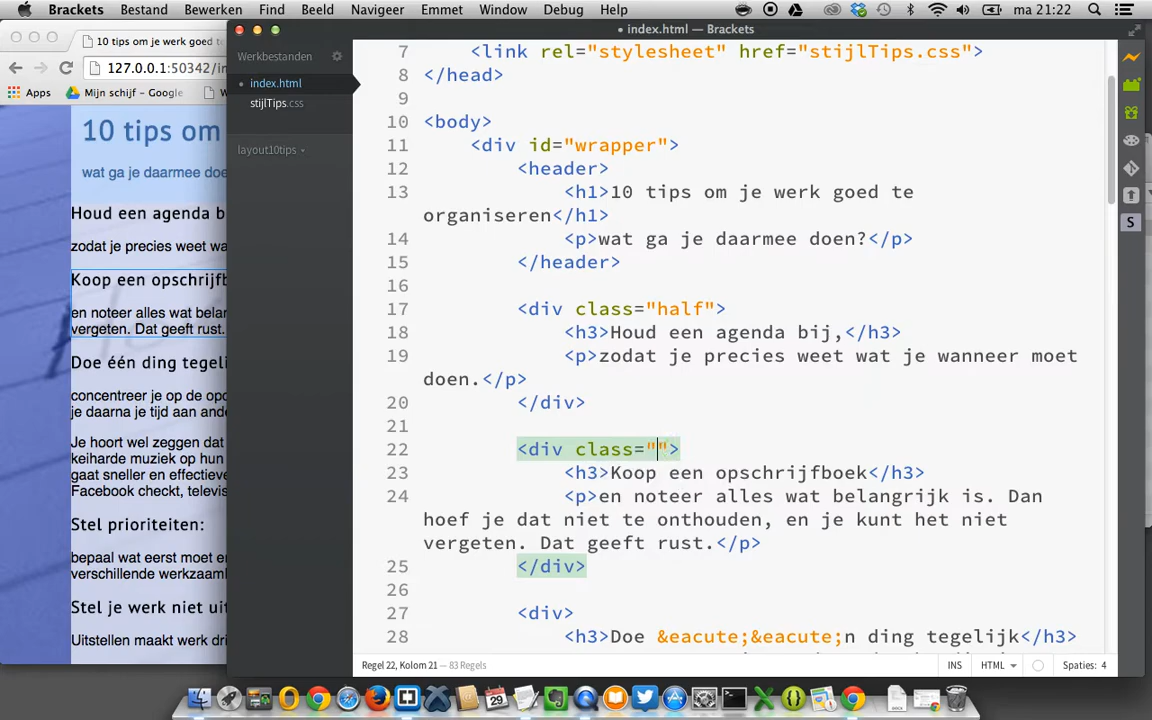 Brackets Bestand Bewerken Find Beeld Navigeer Emmet Window Debug Help ma 21:22
10 tips om je werk goed te
127.0.0.1:50342/in
Apps Mijn schijf - Google
10 tips om
wat ga je daarmee doe
Houd een agenda b
zodat je precies weet wa
Koop een opschrijfb
en noteer alles wat belan
vergeten. Dat geeft rust.
Doe één ding tegeli
concentreer je op de opd
je daarna je tijd aan ande
Je hoort wel zeggen dat
keiharde muziek op hun
gaat sneller en effectieve
Facebook checkt, televis
Stel prioriteiten:
bepaal wat eerst moet en
verschillende werkzaaml
Stel je werk niet uit
Uitstellen maakt werk dri
• index.html — Brackets
Werkbestanden
• index.html
stijlTips.css
layout10tips
7 <link rel="stylesheet" href="stijlTips.css">
8 </head>
9
10 <body>
11 <div id="wrapper">
12 <header>
13 <h1>10 tips om je werk goed te
organiseren</h1>
14 <p>wat ga je daarmee doen?</p>
15 </header>
16
17 <div class="half">
18 <h3>Houd een agenda bij,</h3>
19 <p>zodat je precies weet wat je wanneer moet
doen.</p>
20 </div>
21
22 <div class="">
23 <h3>Koop een opschrijfboek</h3>
24 <p>en noteer alles wat belangrijk is. Dan
hoef je dat niet te onthouden, en je kunt het niet
vergeten. Dat geeft rust.</p>
25 </div>
26
27 <div>
28 <h3>Doe &eacute;&eacute;n ding tegelijk</h3>
Regel 22, Kolom 21 — 83 Regels INS HTML Spaties: 4